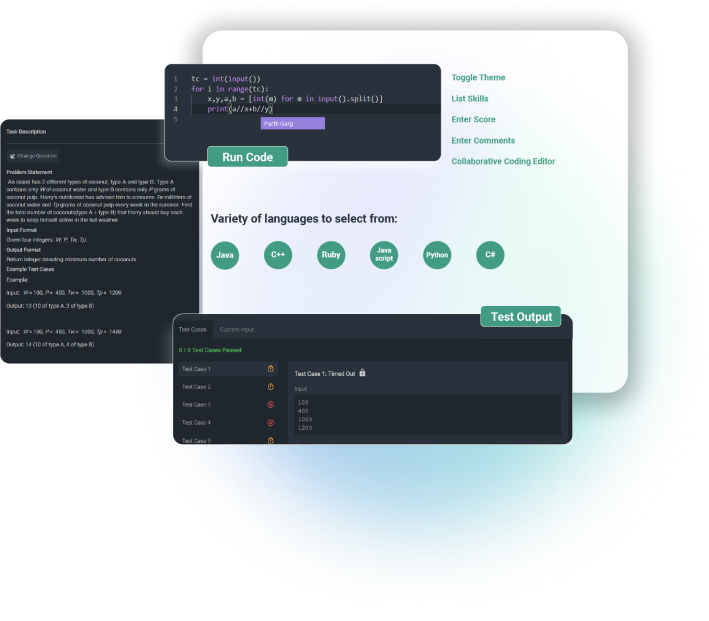 1 tc = int(input())
2 for i in range(tc):
3 x,y,a,b = [int(m) for m in input().split()]
4 print(a//x+b//y)
5
Parth Garg
Run Code
Toggle Theme
List Skills
Enter Score
Enter Comments
Collaborative Coding Editor
Task Description
Change Question
Problem Statement
An island has 2 different types of coconut, type A and type B. Type A
contains only W of coconut water and type B contains only P grams of
coconut pulp. Harry's nutritionist has advised him to consume Tw milliliters of
coconut water and Tp grams of coconut pulp every week in the summer. Find
the total number of coconuts(type A + type B) that Harry should buy each
week to keep himself active in the hot weather.
Input Format
Given four integers: W, P, Tw, Tp.
Output Format
Return integer denoting minimum number of coconuts
Example Test Cases
Example:
Input: W = 100, P = 400, Tw = 1000, Tp = 1200
Output: 13 (10 of type A, 3 of type B)
Input: W = 100, P = 450, Tw = 1000, Tp = 1450
Output: 14 (10 of type A, 4 of type B)
Variety of languages to select from:
Java
C++
Ruby
Java
script
Python
C#
Test Output
Test Cases
Custom Input
0 / 9 Test Cases Passed
Test Case 1
Test Case 2
Test Case 3
Test Case 4
Test Case 5
Test Case 1: Timed Out
Input
100
400
1000
1200